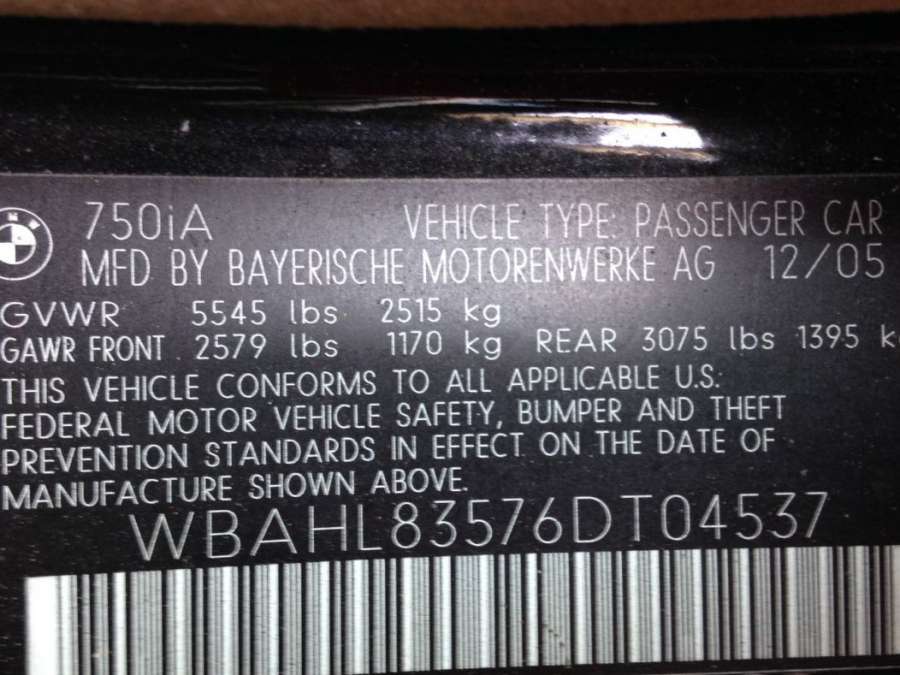 750iA VEHICLE TYPE: PASSENGER CAR
MFD BY BAYERISCHE MOTORENWERKE AG 12/05
GVWR 5545 lbs 2515 kg
GAWR FRONT 2579 lbs 1170 kg REAR 3075 lbs 1395 k
THIS VEHICLE CONFORMS TO ALL APPLICABLE U.S.
FEDERAL MOTOR VEHICLE SAFETY, BUMPER AND THEFT
PREVENTION STANDARDS IN EFFECT ON THE DATE OF
MANUFACTURE SHOWN ABOVE.
WBAHL83576DT04537